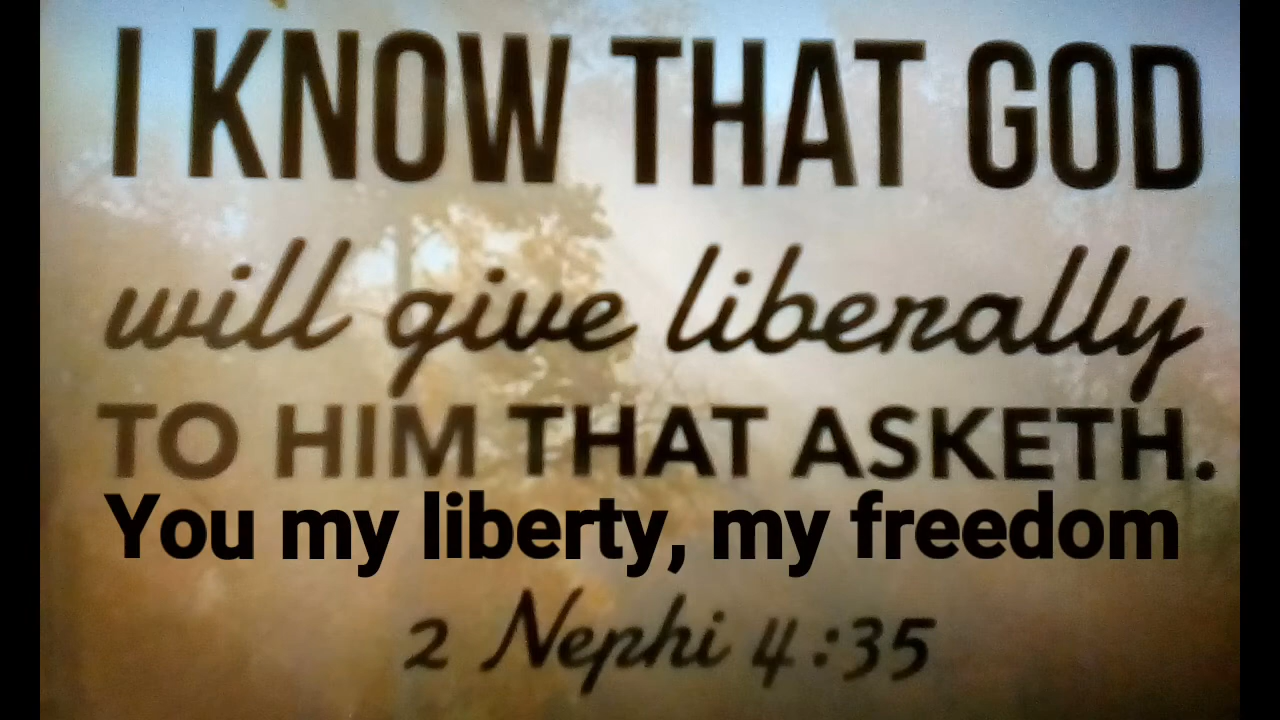 I KNOW THAT GOD
will give liberally
TO HIM THAT ASKETH.
You my liberty, my freedom
2 Nephi 4:35